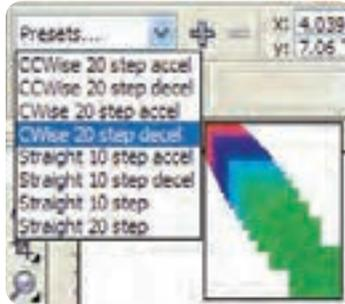 Presets....
x: 4.039
y: 7.06 "
CCWise 20 step accel
CCWise 20 step decel
CWise 20 step accel
CWise 20 step decel
Straight 10 step accel
Straight 10 step decel
Straight 10 step
Straight 20 step